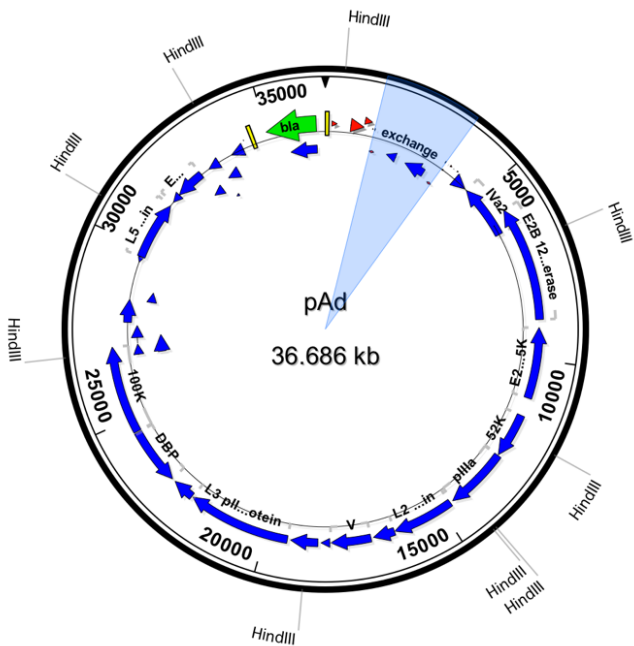 HindIII
HindIII
35000
bla
exchange
HindIII
5000
E...
IVa2
30000
L5 ...in
E2B 12...erase
HindIII
pAd
36.686 kb
HindIII
E2...5K
25000
100K
10000
52K
DBP
pIIIa
L3 pII...otein
L2 ...in
V
HindIII
20000
15000
HindIII
HindIII
HindIII